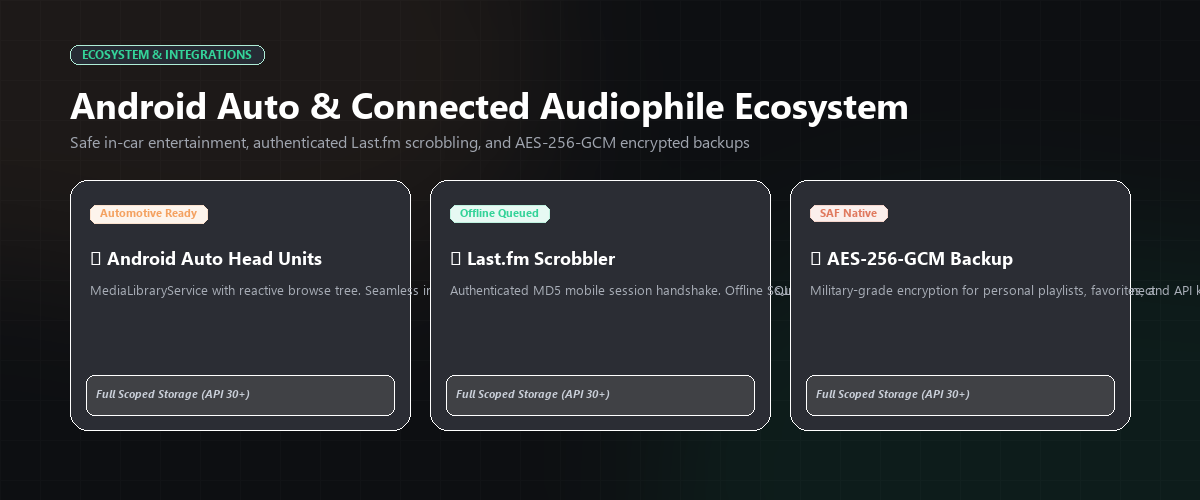 ECOSYSTEM & INTEGRATIONS
Android Auto & Connected Audiophile Ecosystem
Safe in-car entertainment, authenticated Last.fm scrobbling, and AES-256-GCM encrypted backups
Automotive Ready
Android Auto Head Units
MediaLibraryService with reactive browse tree. Seamless
Full Scoped Storage (API 30+)
Offline Queued
Last.fm Scrobbler
Authenticated MD5 mobile session handshake. Offline
Full Scoped Storage (API 30+)
SAF Native
AES-256-GCM Backup
Military-grade encryption for personal playlists, favorites, and API
Full Scoped Storage (API 30+)